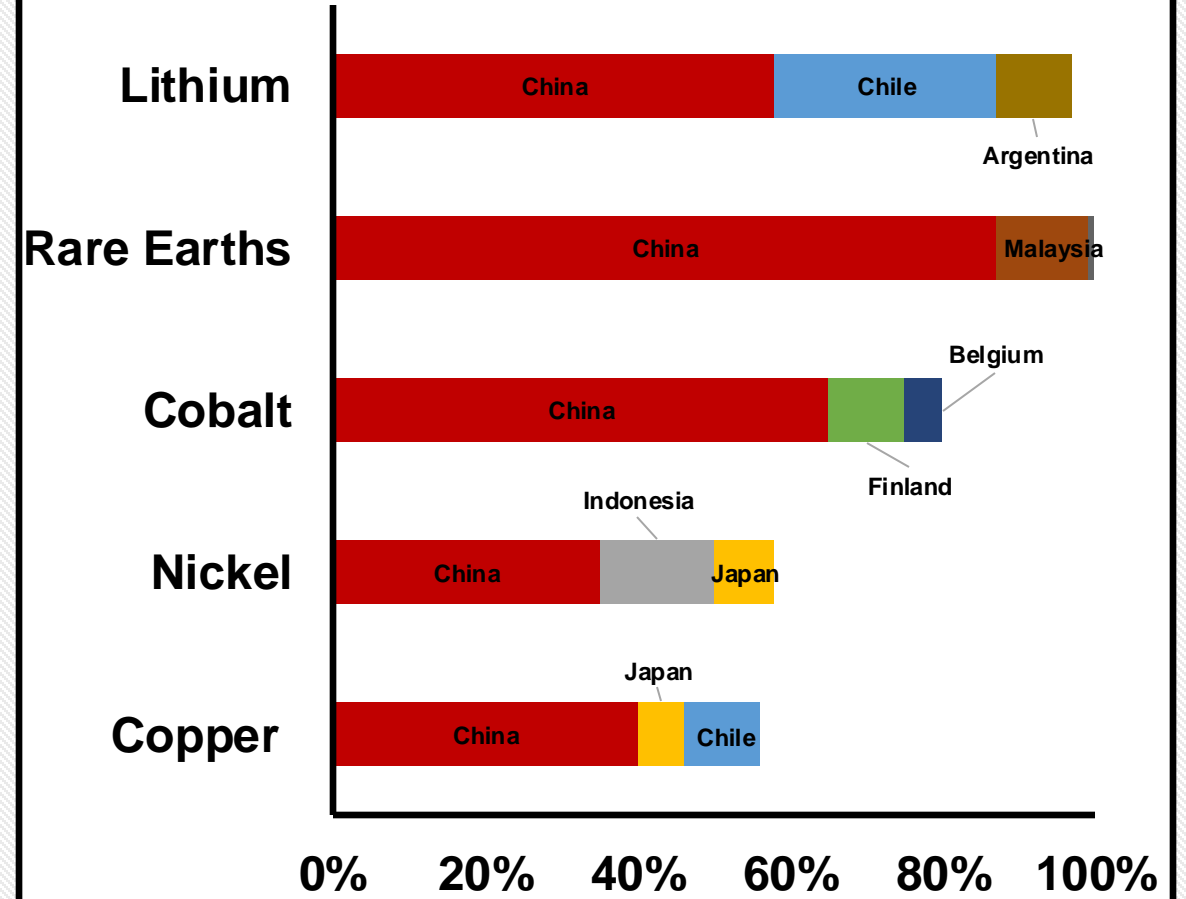 Lithium
China
Chile
Argentina
Rare Earths
China
Malaysia
Belgium
Cobalt
China
Finland
Indonesia
Nickel
China
Japan
Japan
Copper
China
Chile
0% 20% 40% 60% 80% 100%